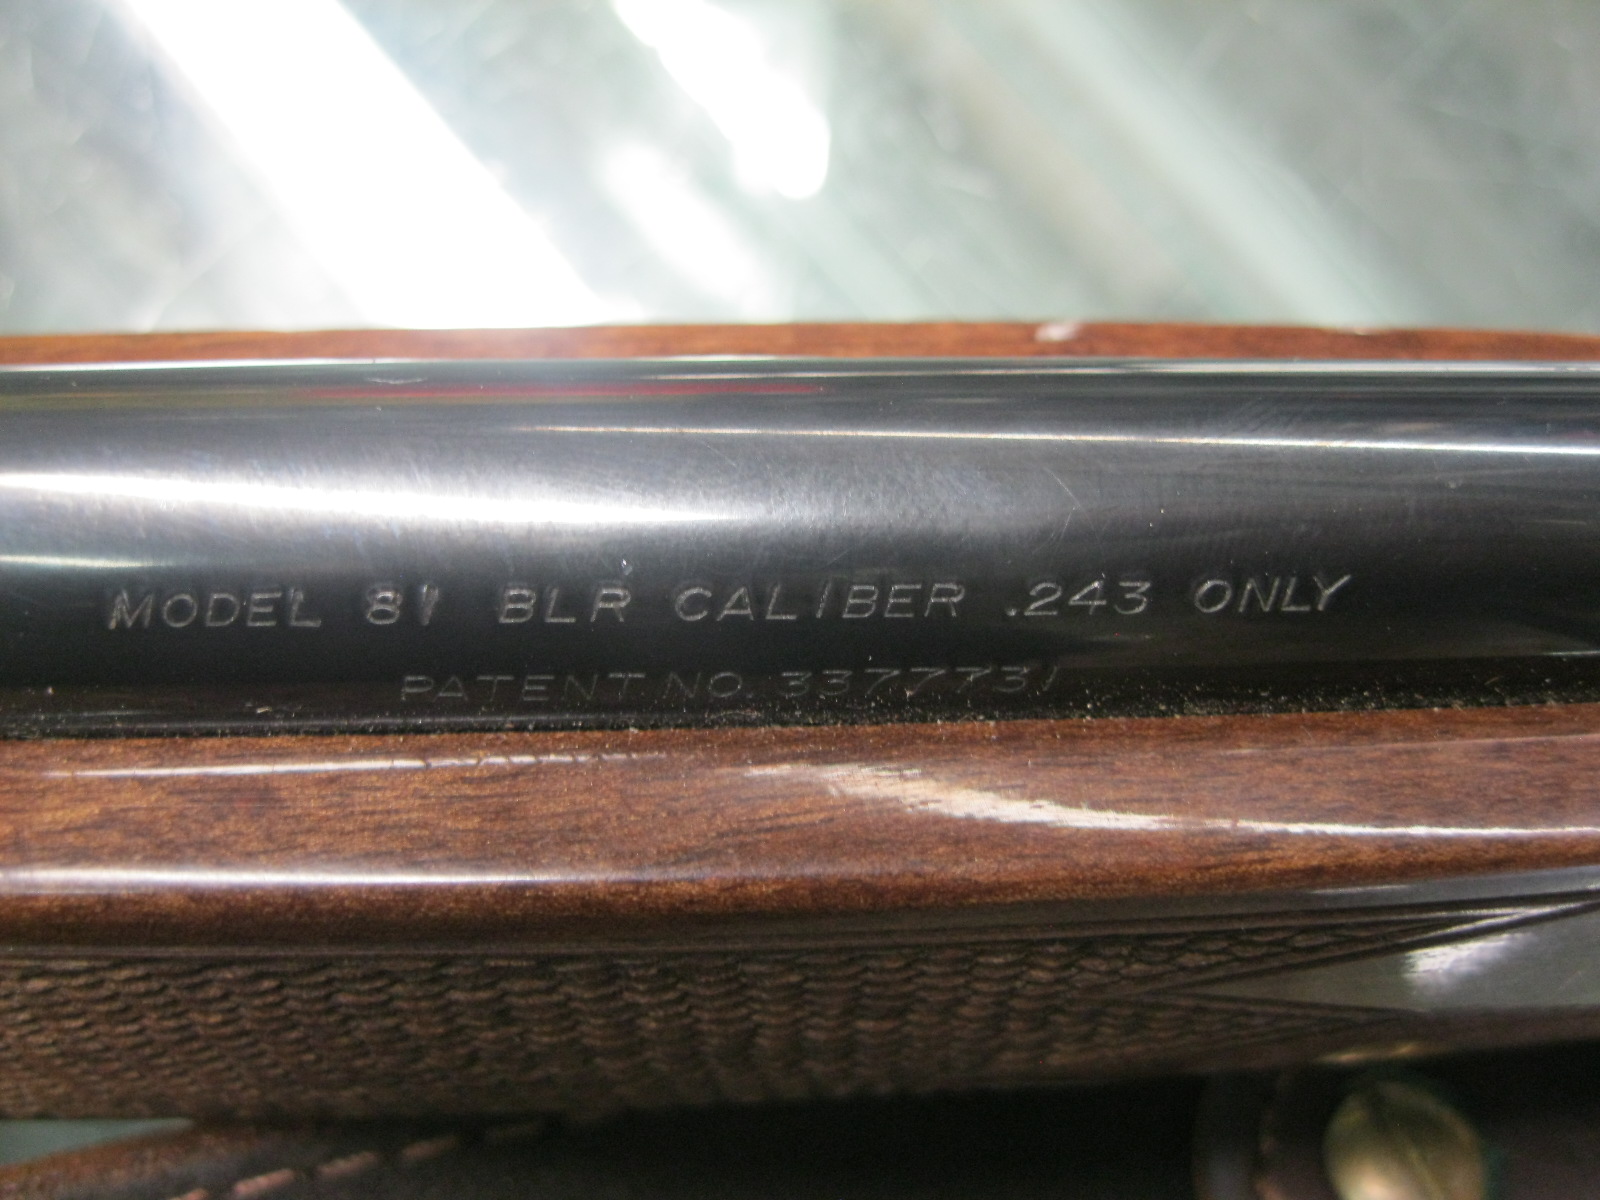 MODEL 81 BLR CALIBER .243 ONLY
PATENT NO. 3377731